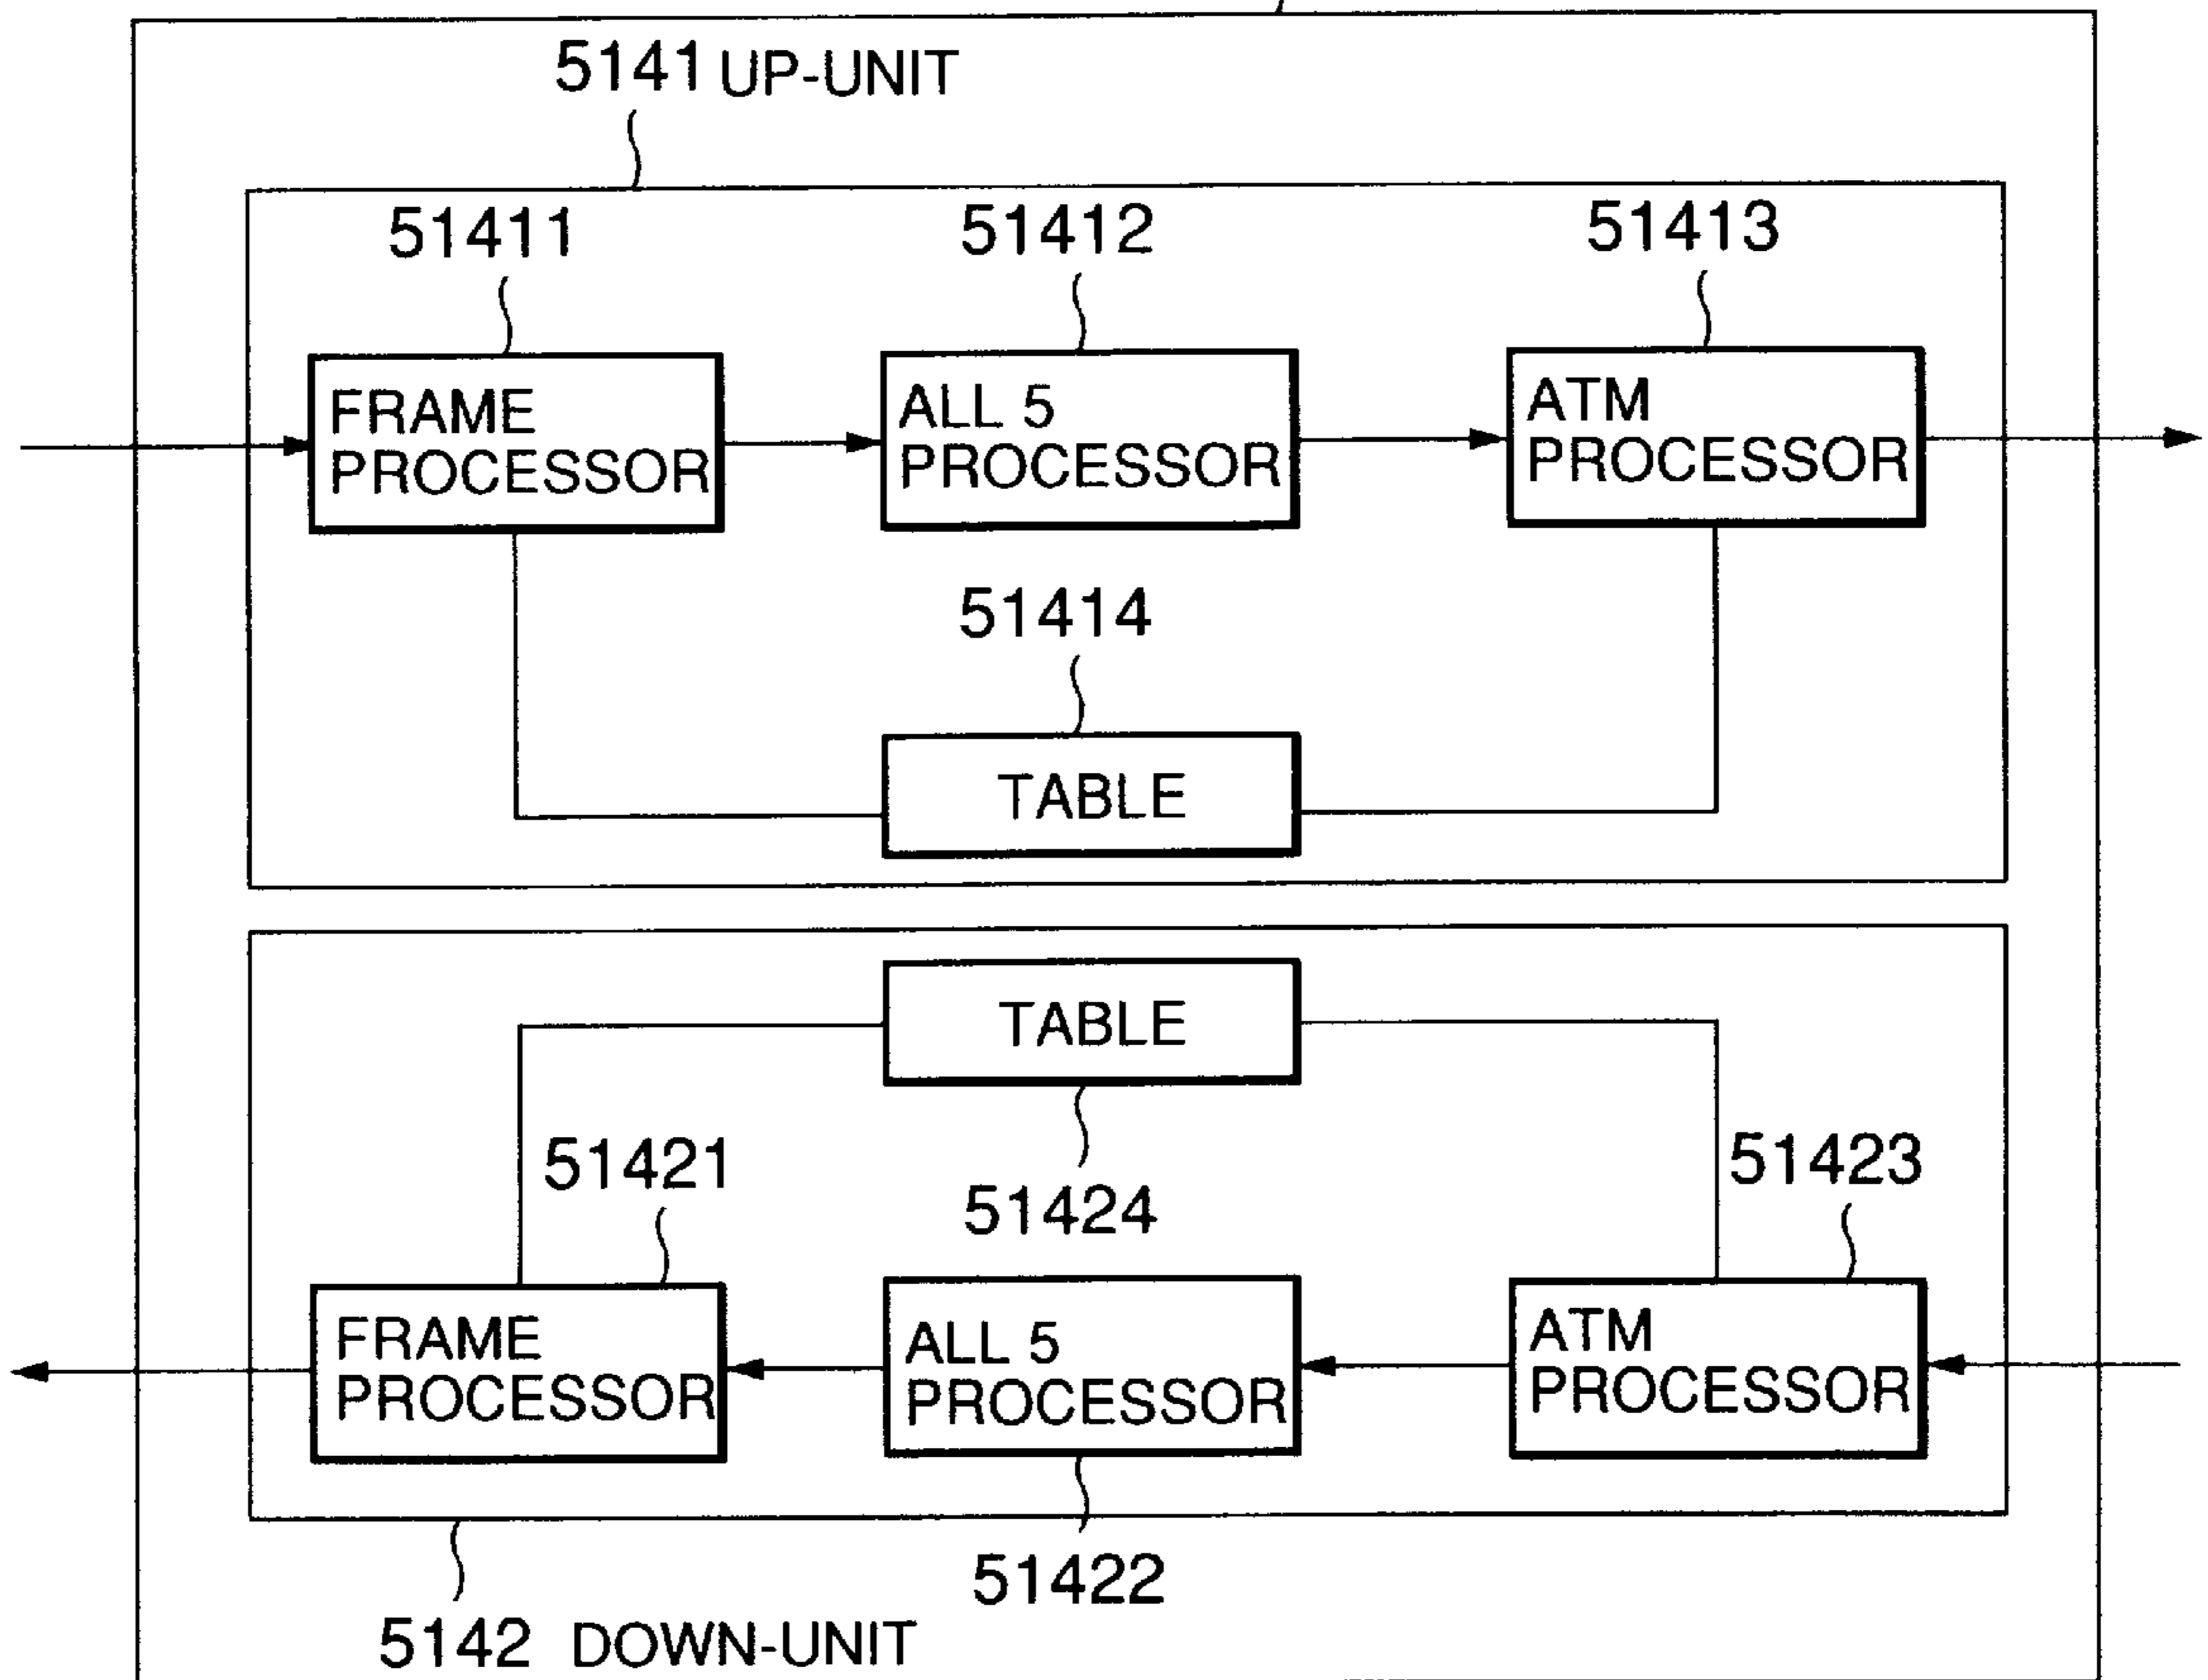 5141 UP-UNIT
51411
51412
51413
FRAME
PROCESSOR
ALL 5
PROCESSOR
ATM
PROCESSOR
51414
TABLE
TABLE
51421
51424
51423
FRAME
PROCESSOR
ALL 5
PROCESSOR
ATM
PROCESSOR
51422
5142 DOWN-UNIT